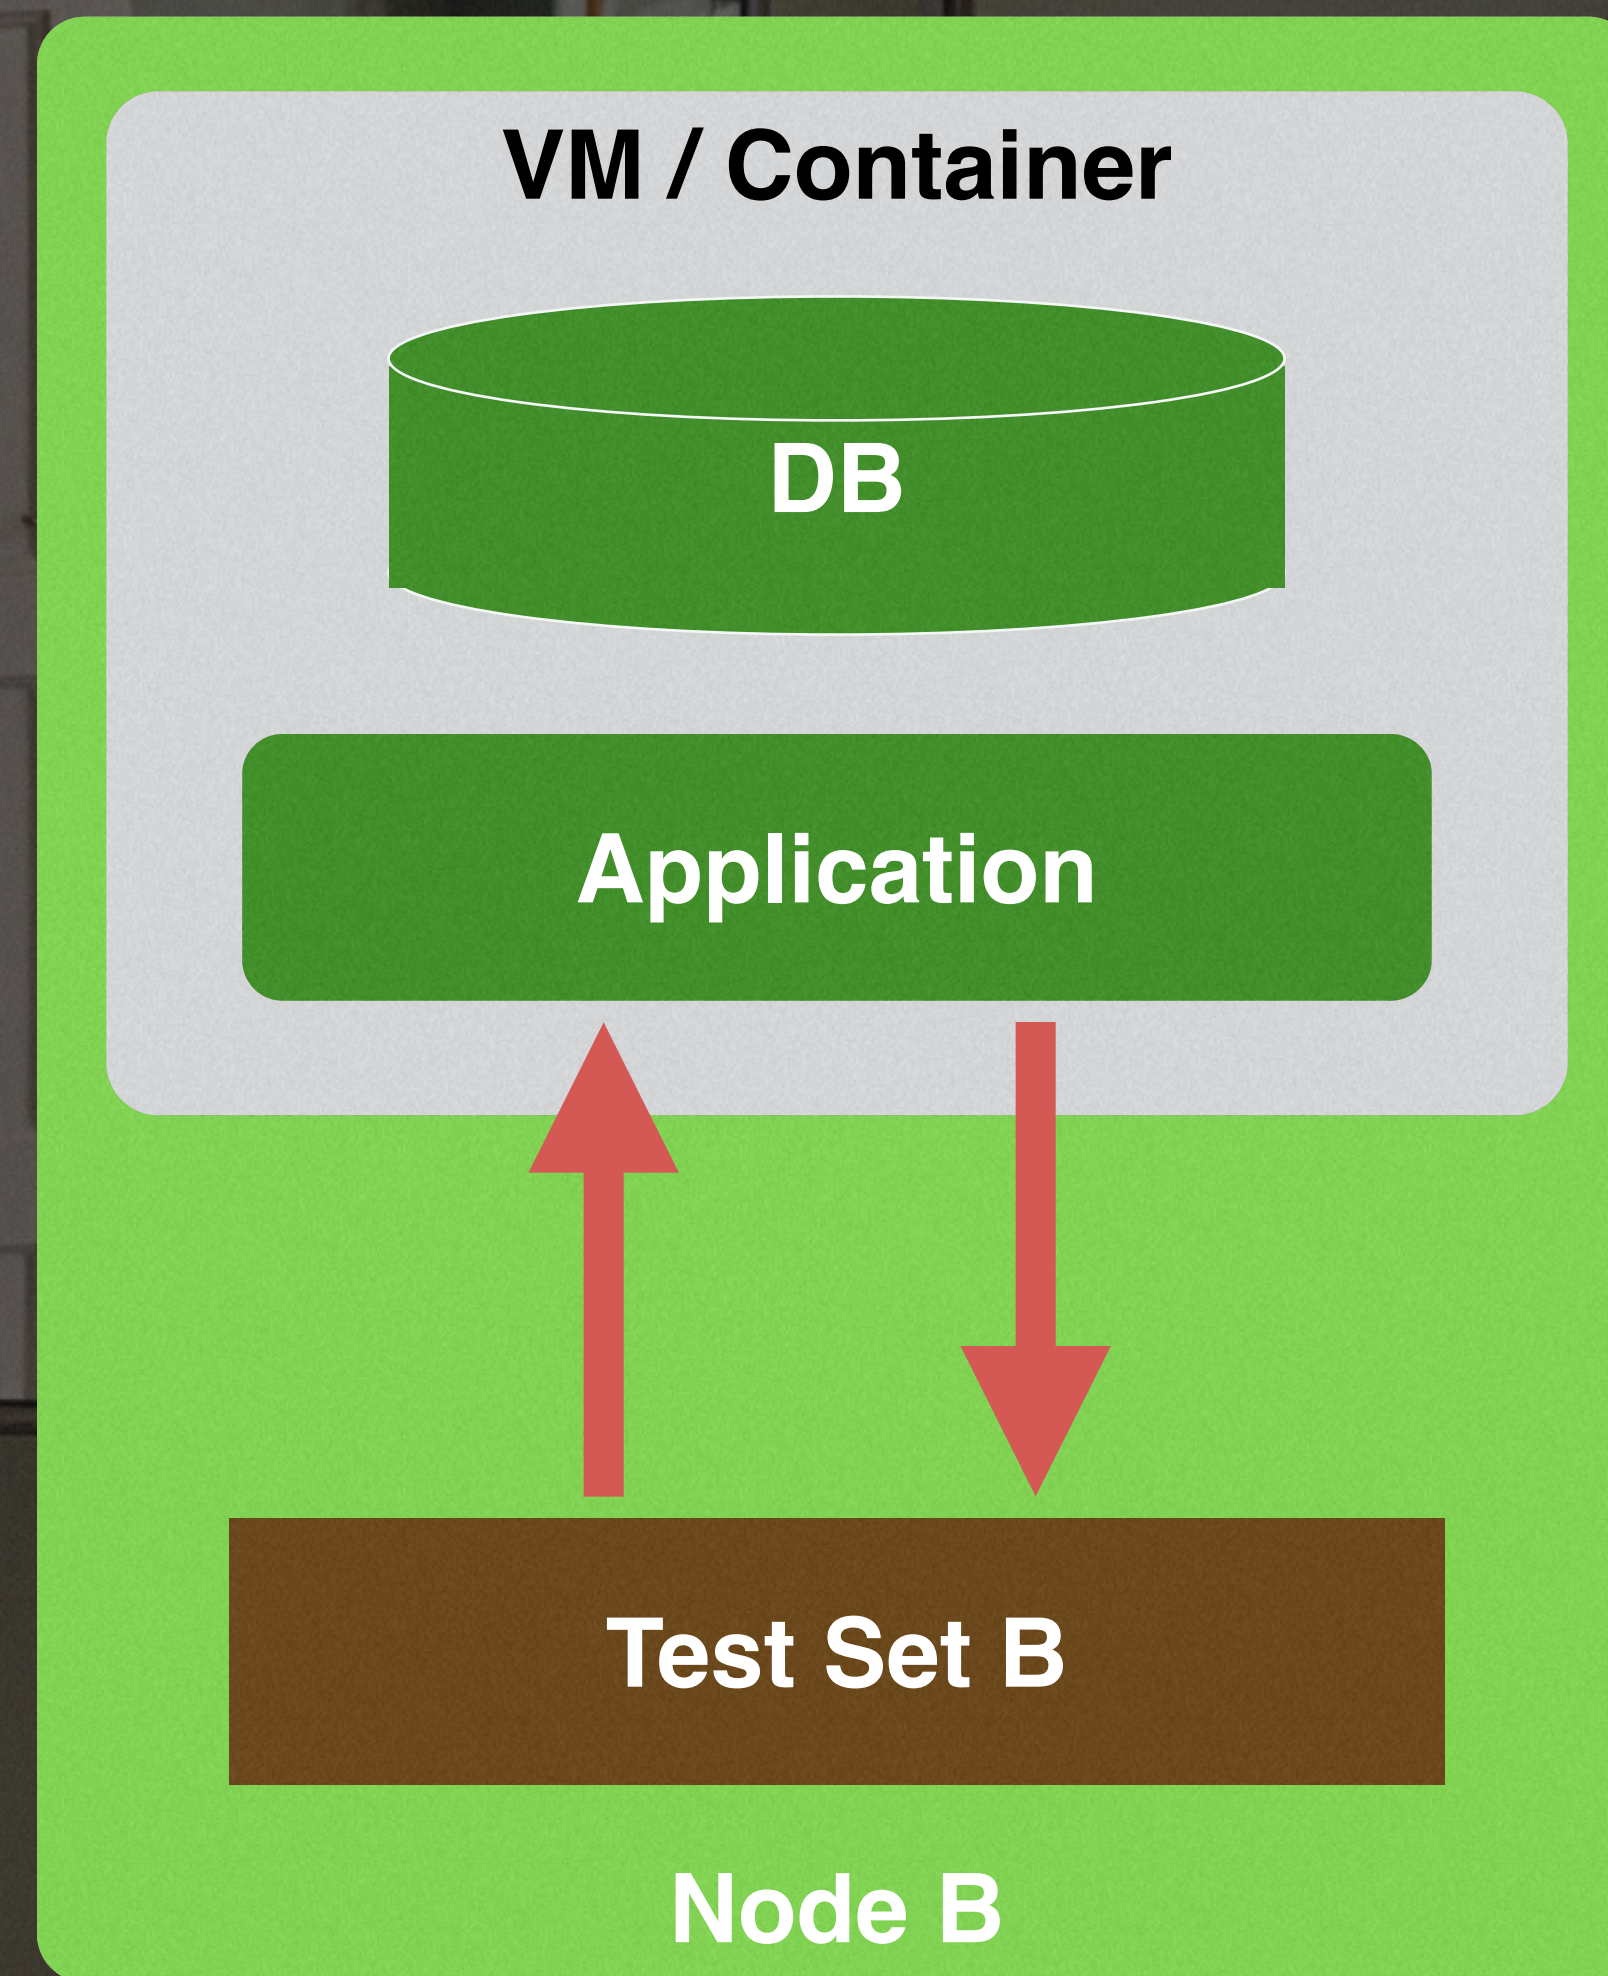 VM / Container
DB
Application
Test Set B
Node B